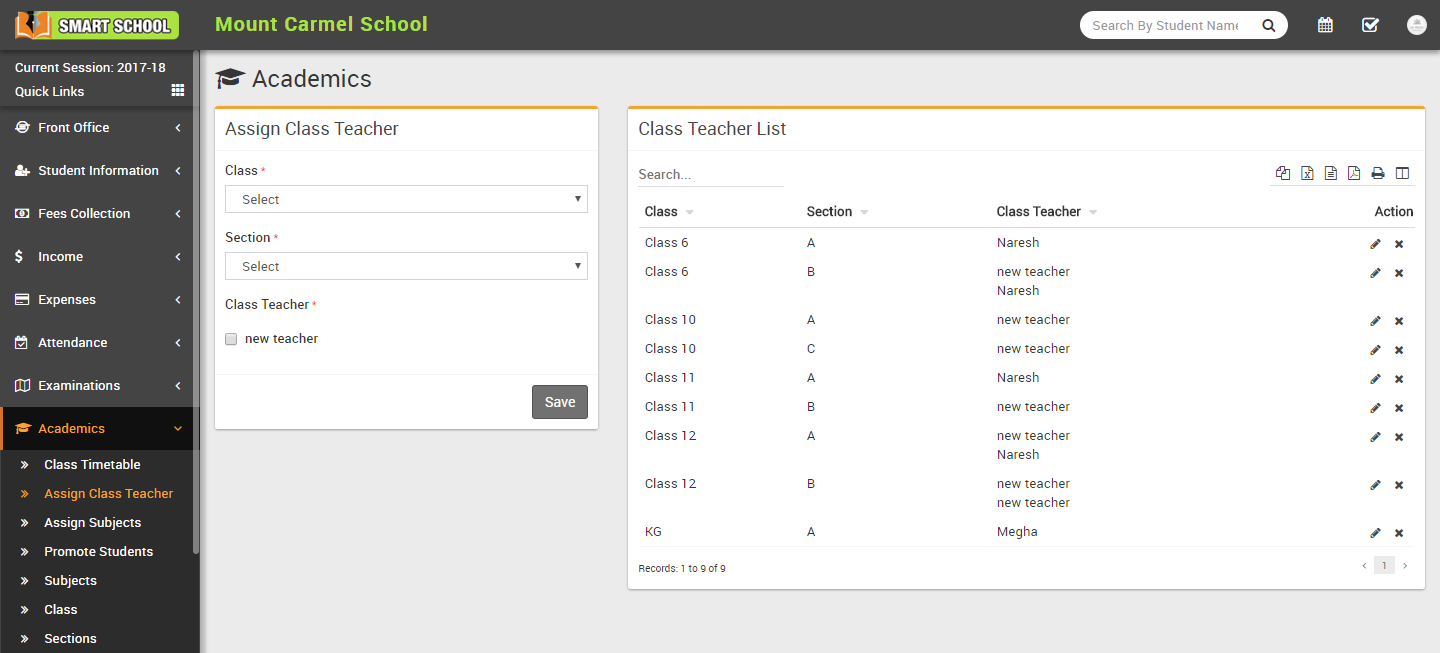 SMART SCHOOL
Mount Carmel School
Search By Student Name
Current Session: 2017-18
Quick Links
Front Office
Student Information
Fees Collection
$ Income
Expenses
Attendance
Examinations
Academics
Class Timetable
Assign Class Teacher
Assign Subjects
Promote Students
Subjects
Class
Sections
Academics
Assign Class Teacher
Class *
Select
Section *
Select
Class Teacher *
new teacher
Save
Class Teacher List
Search...
Class Section Class Teacher Action
Class 6 A Naresh
Class 6 B new teacher
Naresh
Class 10 A new teacher
Class 10 C new teacher
Class 11 A Naresh
Class 11 B new teacher
Class 12 A new teacher
Naresh
Class 12 B new teacher
new teacher
KG A Megha
Records: 1 to 9 of 9
1